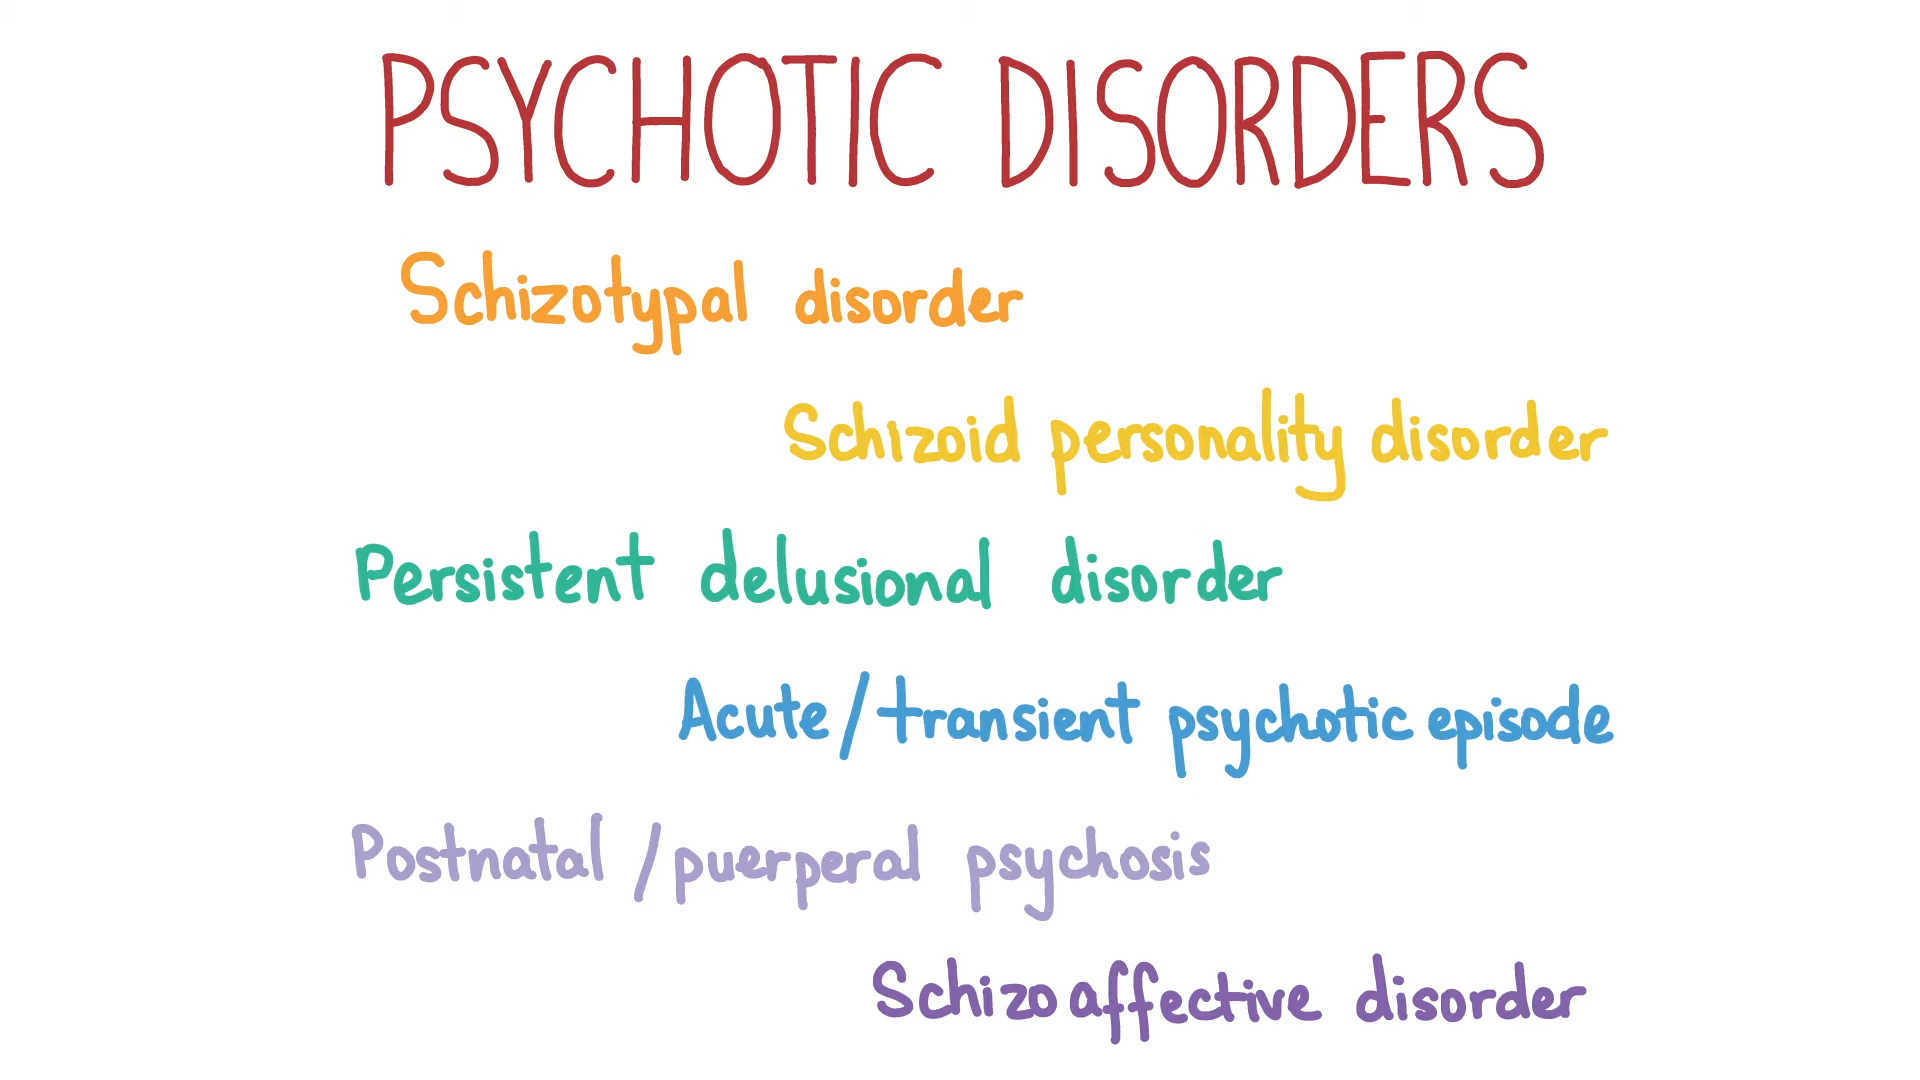 PSYCHOTIC DISORDERS
Schizotypal disorder
Schizoid personality disorder
Persistent delusional disorder
Acute/transient psychotic episode
Postnatal/puerperal psychosis
Schizoaffective disorder